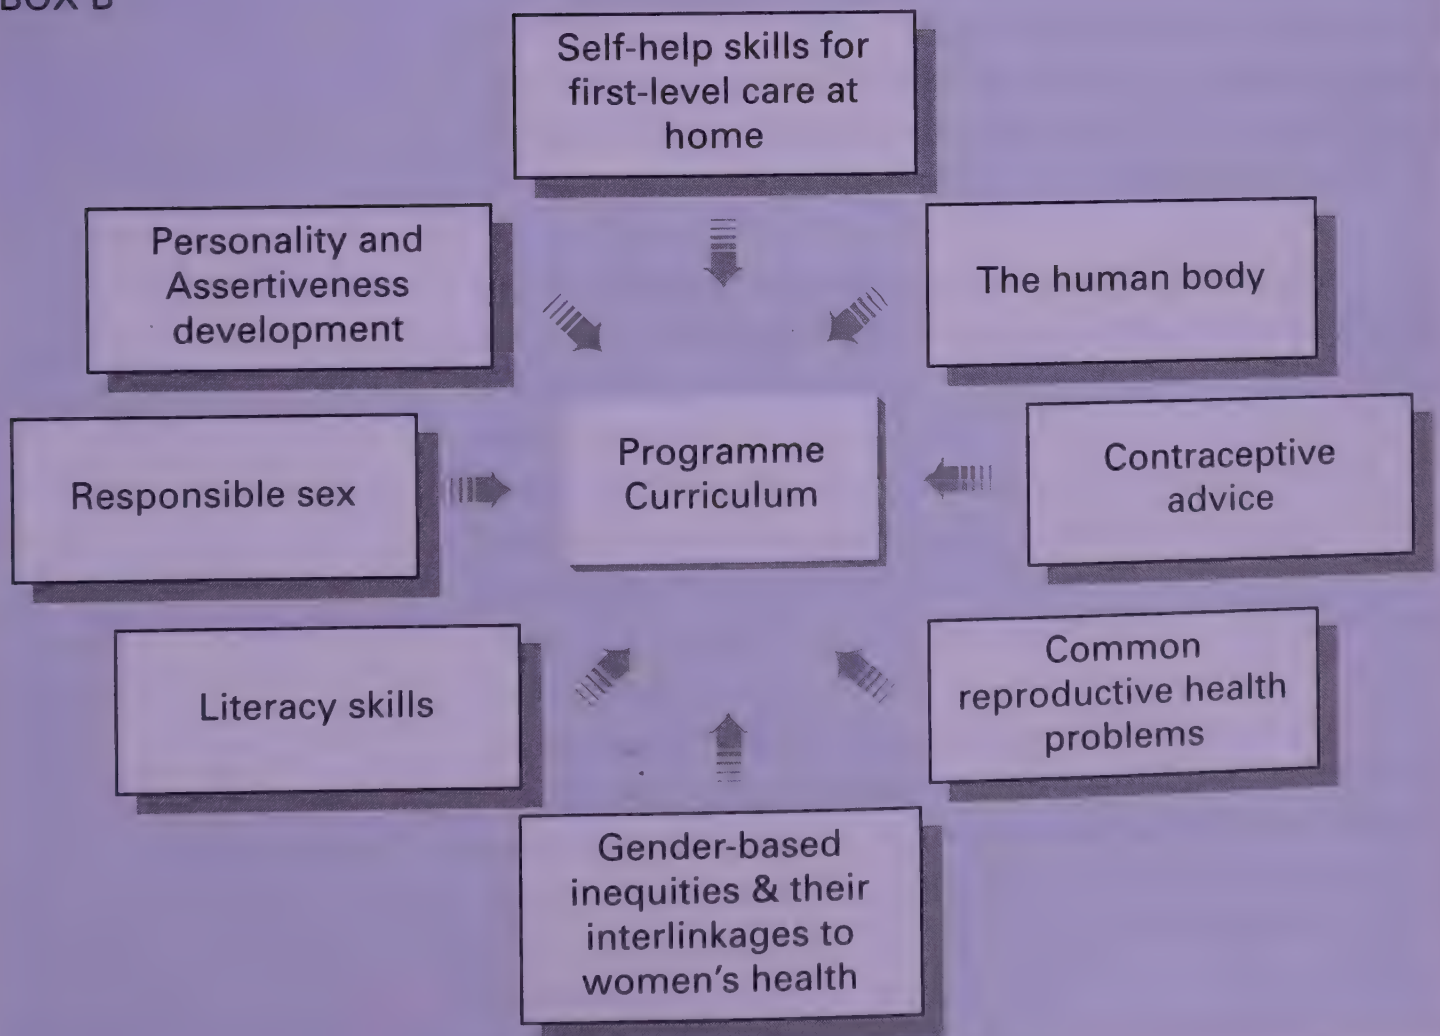 BOX B
Self-help skills for
first-level care at
home
Personality and
Assertiveness
development
The human body
Responsible sex
Programme
Curriculum
Contraceptive
advice
Literacy skills
Common
reproductive health
problems
Gender-based
inequities & their
interlinkages to
women's health